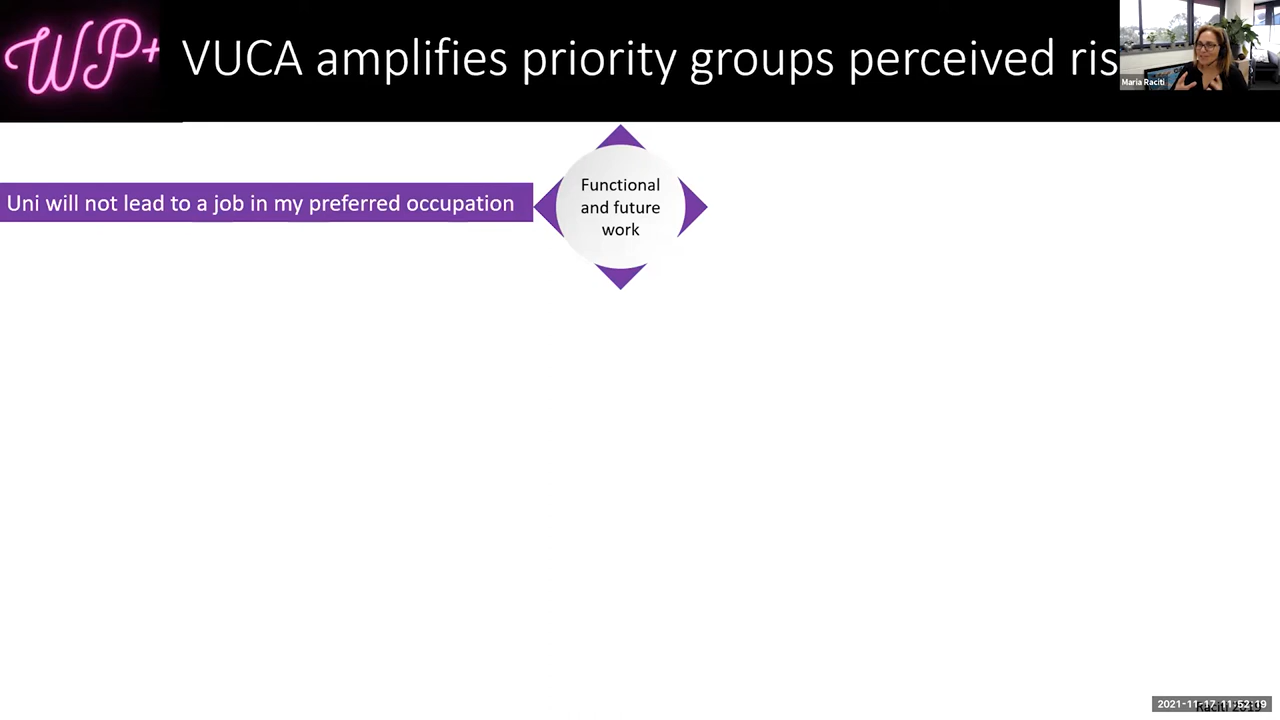 WP+
VUCA amplifies priority groups perceived ris
Maria Raciti
Uni will not lead to a job in my preferred occupation
Functional
and future
work
2021-11-17 11:52:19